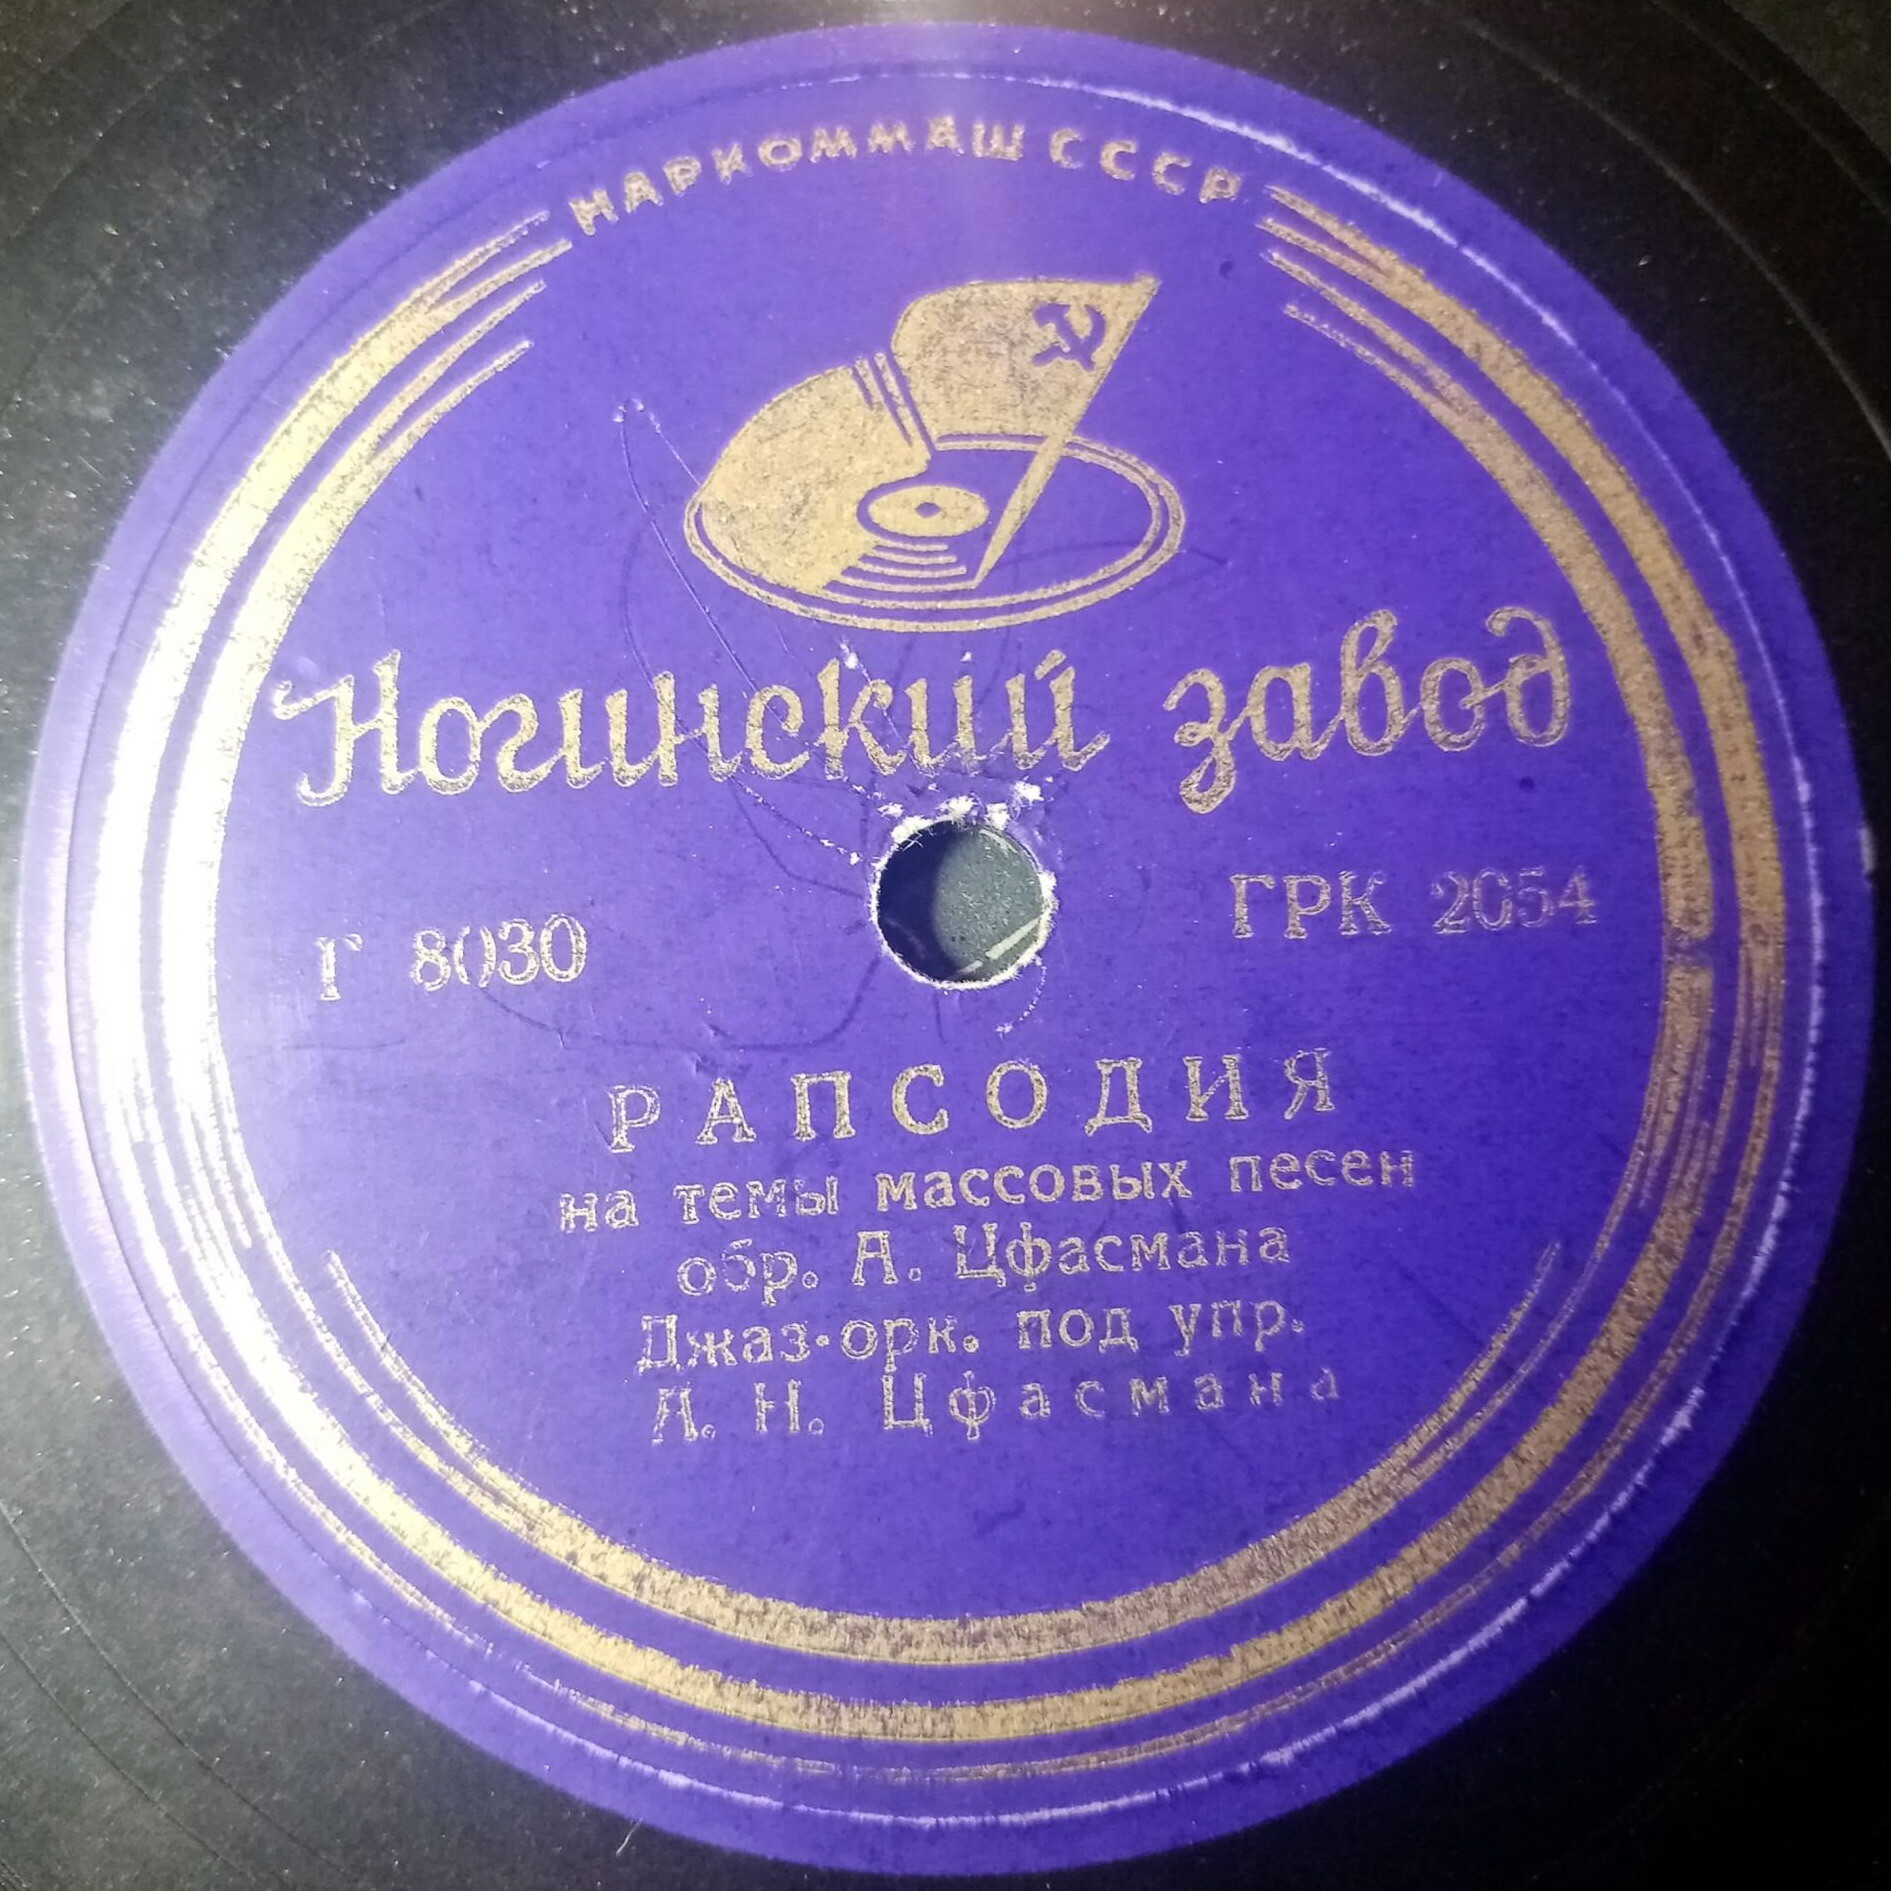 НАРКОММАШ СССР
Ногинский завод
Г 8030
ГРК 2054
РАПСОДИЯ
на темы массовых песен
обр. А. Цфасмана
Джаз-орк. под упр.
А. Н. Цфасмана